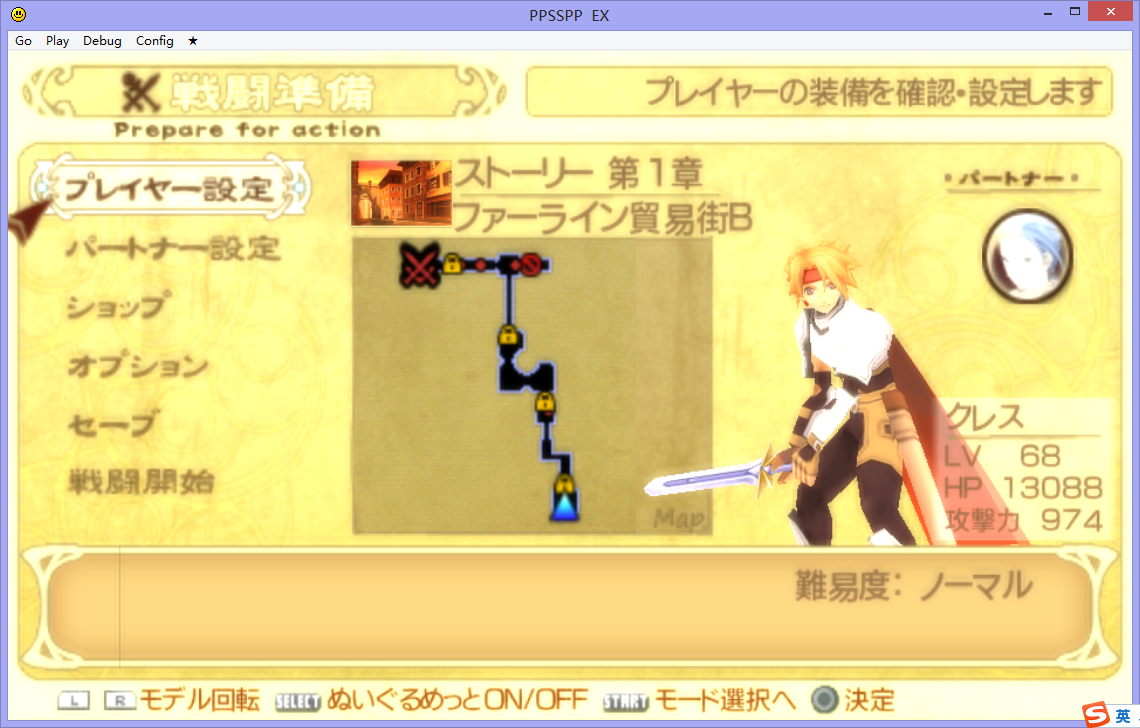 PPSSPP EX
Go Play Debug Config ★
戦闘準備
Prepare for action
プレイヤーの装備を確認・設定します
プレイヤー設定
パートナー設定
ショップ
オプション
セーブ
戦闘開始
ストーリー 第1章
ファーライン貿易街B
Map
・パートナー・
クレス
LV 68
HP 13088
攻撃力 974
難易度: ノーマル
L R モデル回転 SELECT ぬいぐるめっとON/OFF START モード選択へ 決定
S 英